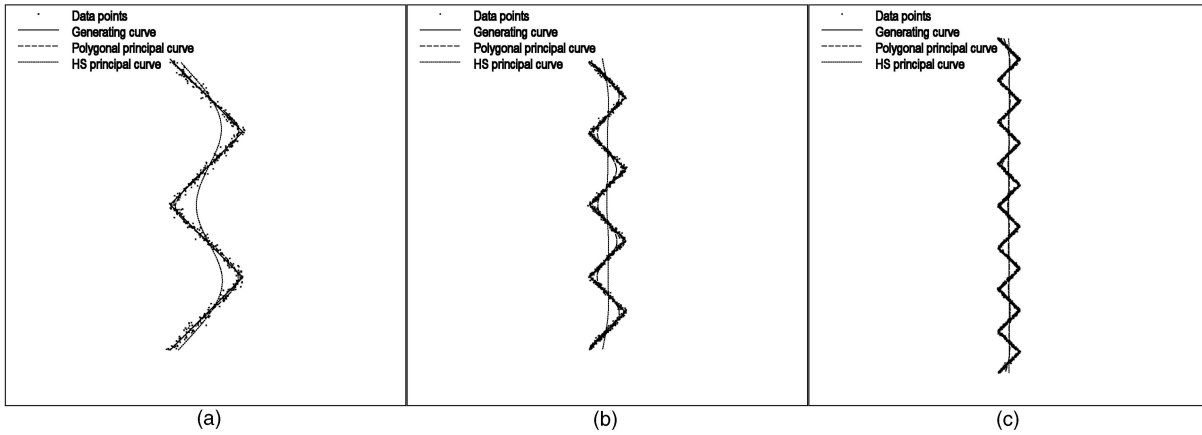 Data points
Generating curve
Polygonal principal curve
HS principal curve
(a)
Data points
Generating curve
Polygonal principal curve
HS principal curve
(b)
Data points
Generating curve
Polygonal principal curve
HS principal curve
(c)